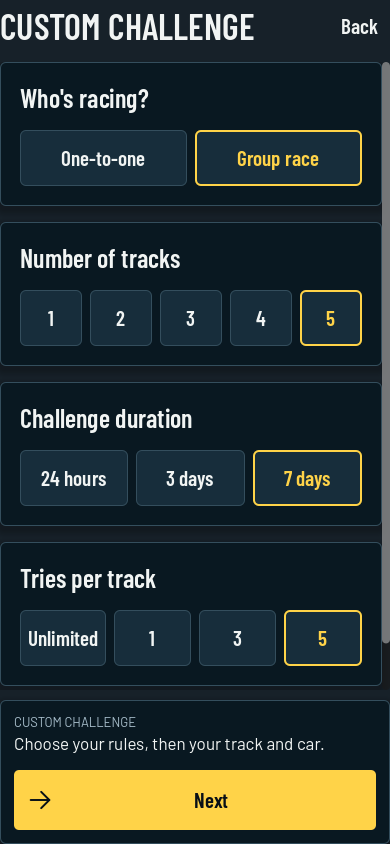 CUSTOM CHALLENGE Back
Who's racing?
One-to-one Group race
Number of tracks
1 2 3 4 5
Challenge duration
24 hours 3 days 7 days
Tries per track
Unlimited 1 3 5
CUSTOM CHALLENGE
Choose your rules, then your track and car.
Next